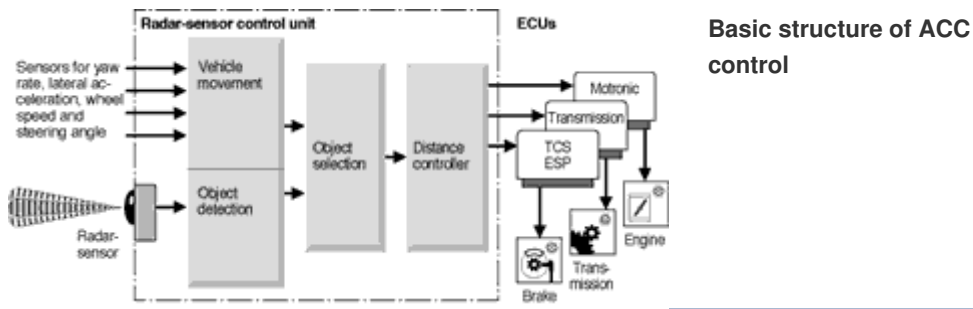 Radar-sensor control unit
ECUs
Basic structure of ACC
control
Sensors for yaw
rate, lateral ac-
celeration, wheel
speed and
steering angle
Vehicle
movement
Object
detection
Radar-
sensor
Object
selection
Distance
controller
Motronic
Transmission
TCS
ESP
Engine
Trans-
mission
Brake